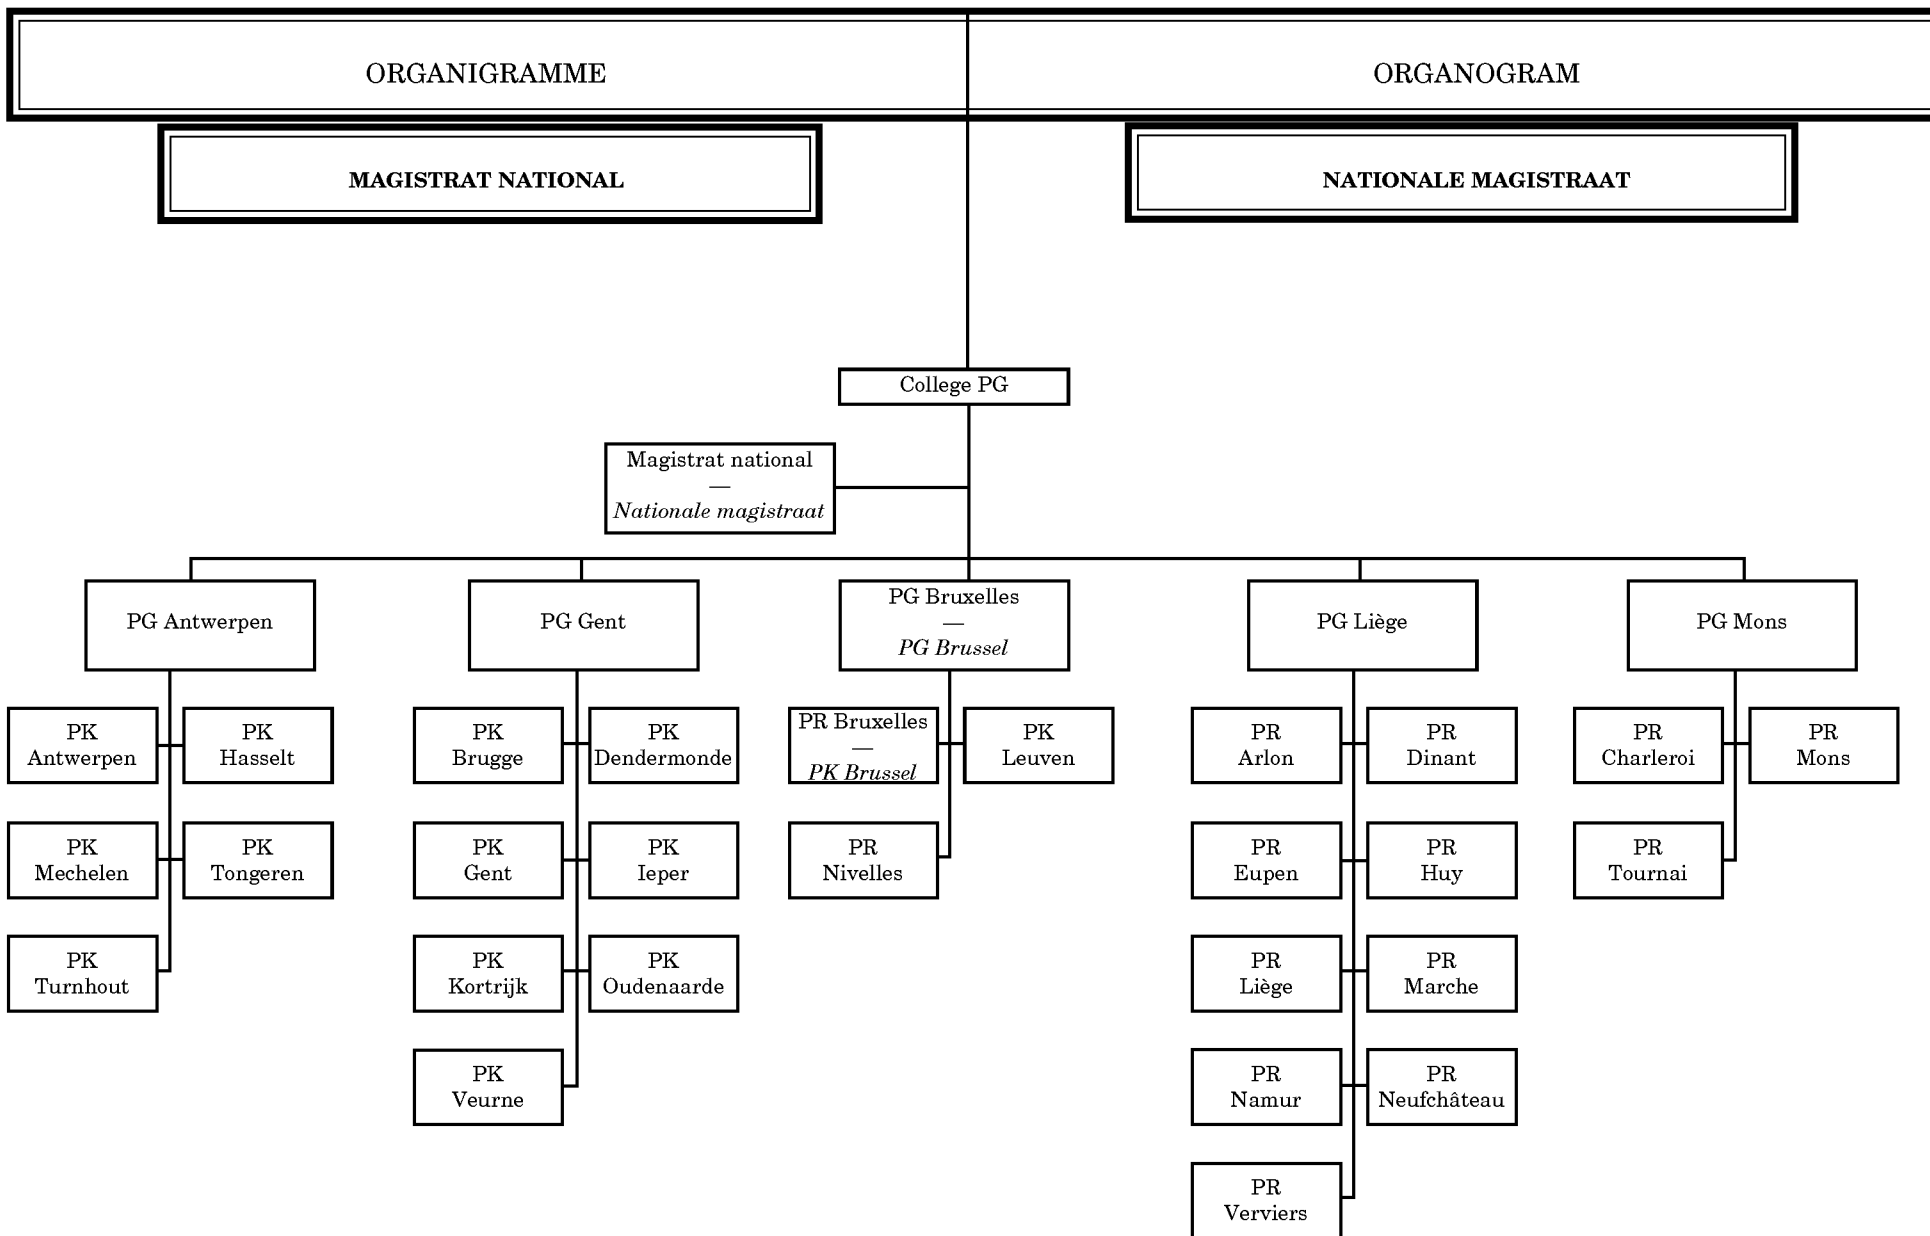 ORGANIGRAMME
ORGANOGRAM
MAGISTRAT NATIONAL
NATIONALE MAGISTRAAT
College PG
Magistrat national
—
Nationale magistraat
PG Antwerpen
PG Gent
PG Bruxelles
—
PG Brussel
PG Liège
PG Mons
PK
Antwerpen
PK
Hasselt
PK
Mechelen
PK
Tongeren
PK
Turnhout
PK
Brugge
PK
Dendermonde
PK
Gent
PK
Ieper
PK
Kortrijk
PK
Oudenaarde
PK
Veurne
PR Bruxelles
—
PK Brussel
PK
Leuven
PR
Nivelles
PR
Arlon
PR
Dinant
PR
Eupen
PR
Huy
PR
Liège
PR
Marche
PR
Namur
PR
Neufchâteau
PR
Verviers
PR
Charleroi
PR
Mons
PR
Tournai